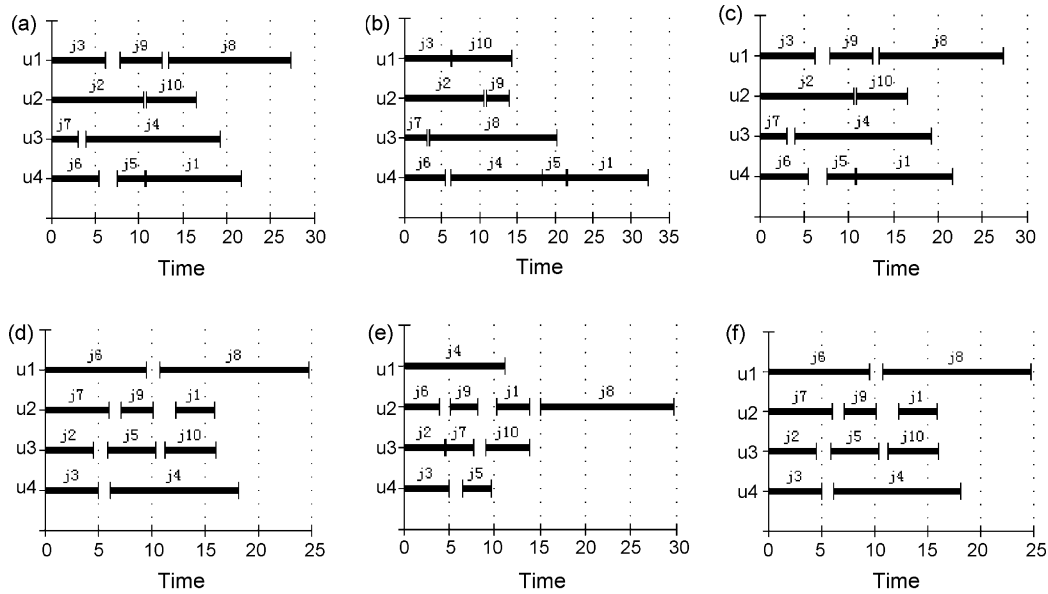 (a)
j3 j9 j8
u1
j2 j10
u2
j7 j4
u3
j6 j5 j1
u4
0 5 10 15 20 25 30
Time
(b)
j3 j10
u1
j2 j9
u2
j7 j8
u3
j6 j4 j5 j1
u4
0 5 10 15 20 25 30 35
Time
(c)
j3 j9 j8
u1
j2 j10
u2
j7 j4
u3
j6 j5 j1
u4
0 5 10 15 20 25 30
Time
(d)
j6 j8
u1
j7 j9 j1
u2
j2 j5 j10
u3
j3 j4
u4
0 5 10 15 20 25
Time
(e)
j4
u1
j6 j9 j1 j8
u2
j2 j7 j10
u3
j3 j5
u4
0 5 10 15 20 25 30
Time
(f)
j6 j8
u1
j7 j9 j1
u2
j2 j5 j10
u3
j3 j4
u4
0 5 10 15 20 25
Time